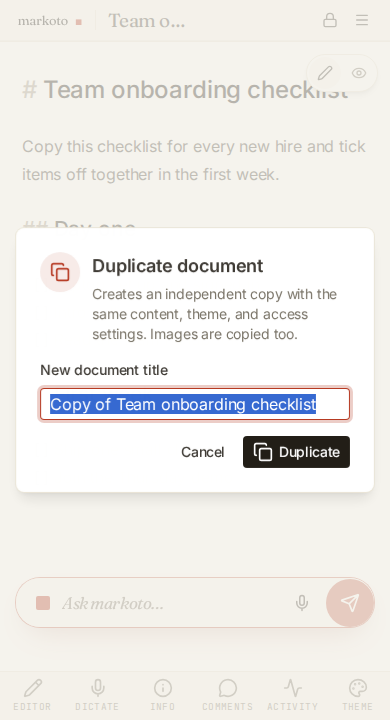 markoto
Team o...
# Team onboarding checklist
Copy this checklist for every new hire and tick
items off together in the first week.
## Day one
Duplicate document
Creates an independent copy with the
same content, theme, and access
settings. Images are copied too.
New document title
Copy of Team onboarding checklist
Cancel
Duplicate
Ask markoto...
EDITOR
DICTATE
INFO
COMMENTS
ACTIVITY
THEME